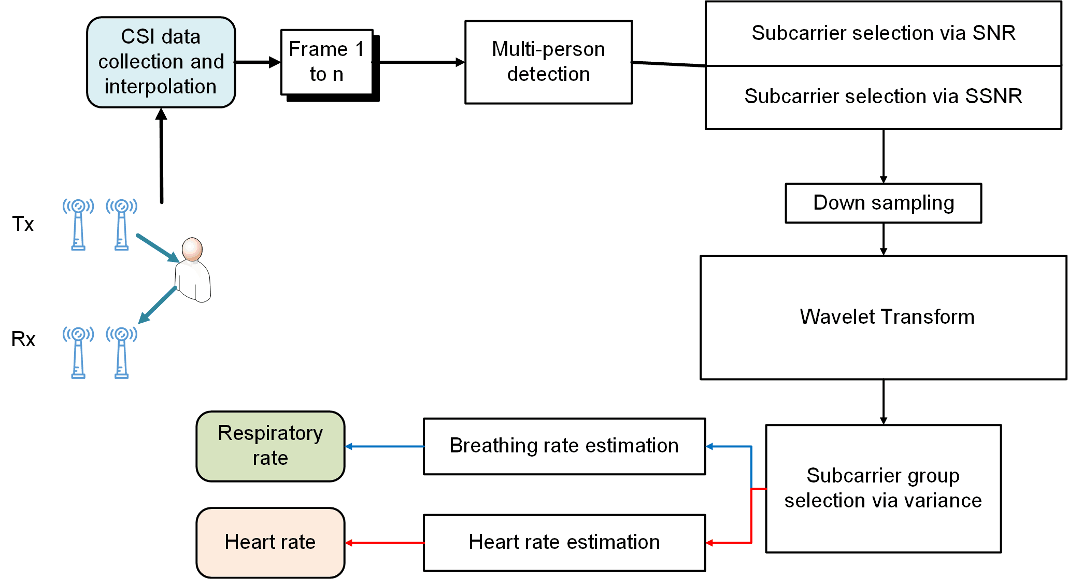 CSI data
collection and
interpolation
Frame 1
to n
Multi-person
detection
Subcarrier selection via SNR
Subcarrier selection via SSNR
Down sampling
Tx
Rx
Wavelet Transform
Respiratory
rate
Breathing rate estimation
Subcarrier group
selection via variance
Heart rate
Heart rate estimation